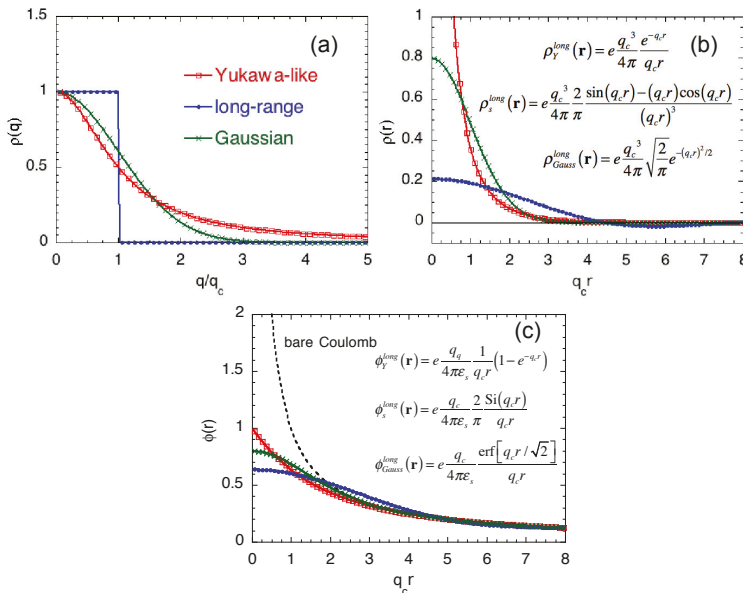 (a)
1.5
1
0.5
0
ρ(q)
Yukawa-like
long-range
Gaussian
0 1 2 3 4 5
q/q_c
(b)
1
0.8
0.6
0.4
0.2
0
ρ(r)
ρ_Y^{long}(r) = e q_c^3/4π e^{-q_c r}/q_c r
ρ_s^{long}(r) = e q_c^3/4π 2/π sin(q_c r)−(q_c r)cos(q_c r)/(q_c r)^3
ρ_{Gauss}^{long}(r) = e q_c^3/4π √(2/π) e^{-(q_c r)^2/2}
0 1 2 3 4 5 6 7 8
q_c r
(c)
2
1.5
1
0.5
0
ϕ(r)
bare Coulomb
ϕ_Y^{long}(r) = e q_q/4πε_s 1/q_c r (1−e^{-q_c r})
ϕ_s^{long}(r) = e q_c/4πε_s 2/π Si(q_c r)/q_c r
ϕ_{Gauss}^{long}(r) = e q_c/4πε_s erf[q_c r/√2]/q_c r
0.0 1 2 3 4 5 6 7 8
q_c r